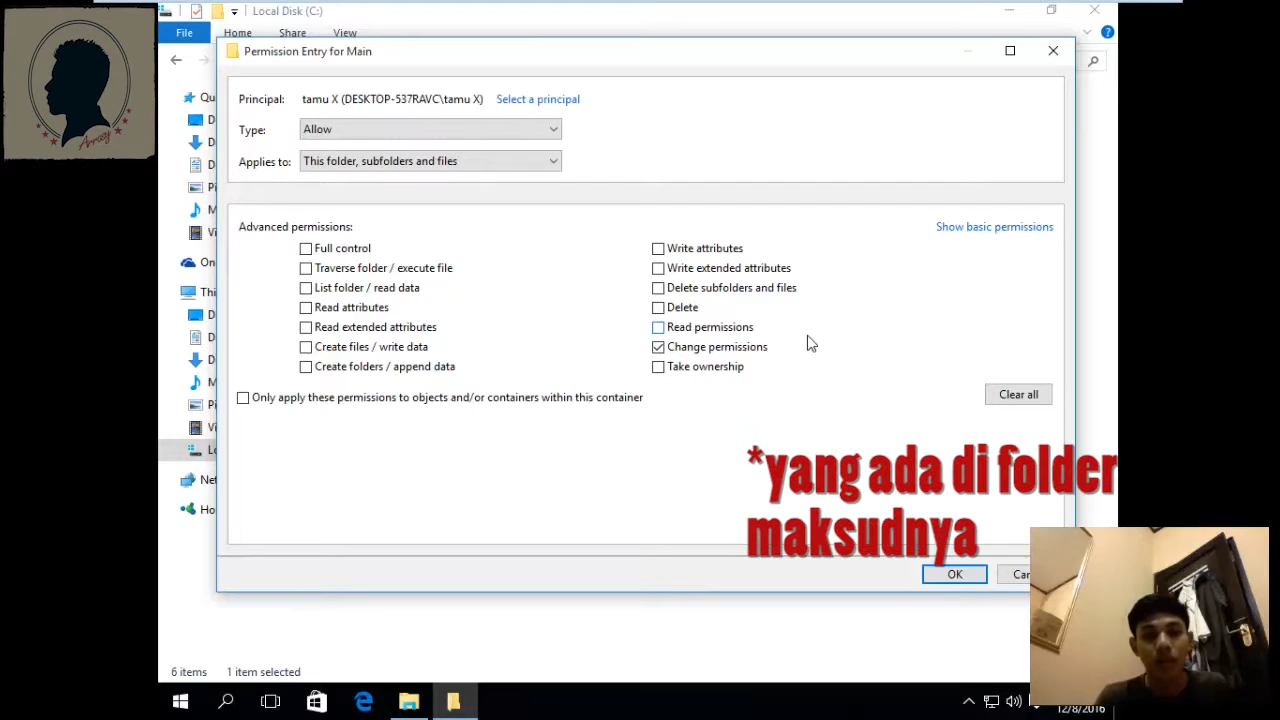 Local Disk (C:)
File Home Share View
Permission Entry for Main
Principal: tamu X (DESKTOP-537RAVC\tamu X) Select a principal
Type: Allow
Applies to: This folder, subfolders and files
Advanced permissions: Show basic permissions
Full control Write attributes
Traverse folder / execute file Write extended attributes
List folder / read data Delete subfolders and files
Read attributes Delete
Read extended attributes Read permissions
Create files / write data Change permissions
Create folders / append data Take ownership
Only apply these permissions to objects and/or containers within this container
Clear all
*yang ada di folder
maksudnya
OK
6 items 1 item selected
12/8/2016